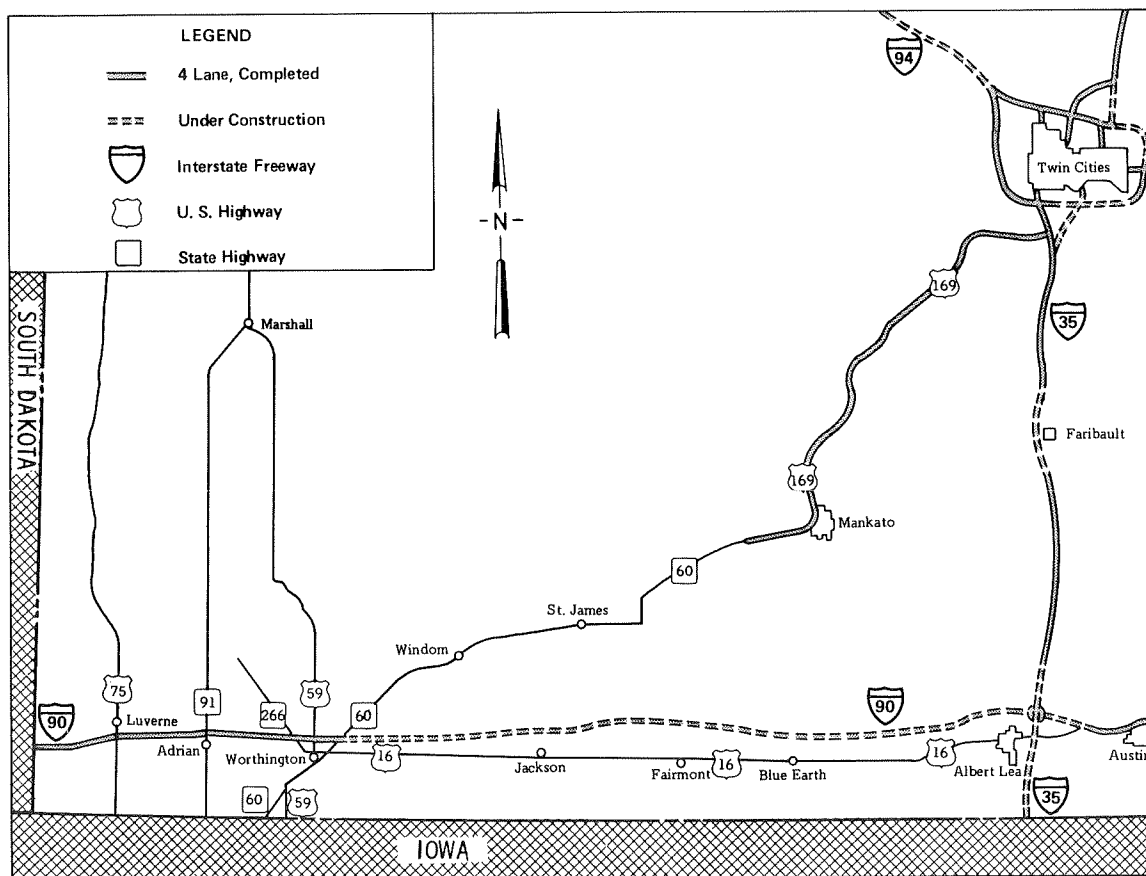 LEGEND
4 Lane, Completed
Under Construction
Interstate Freeway
U. S. Highway
State Highway
94
Twin Cities
-N-
169
35
SOUTH DAKOTA
Marshall
Faribault
169
Mankato
60
St. James
Windom
75
91
266
59
60
90
Luverne
90
Adrian
Worthington
16
Jackson
Fairmont
16
Blue Earth
16
Albert Lea
Austin
60
59
35
IOWA